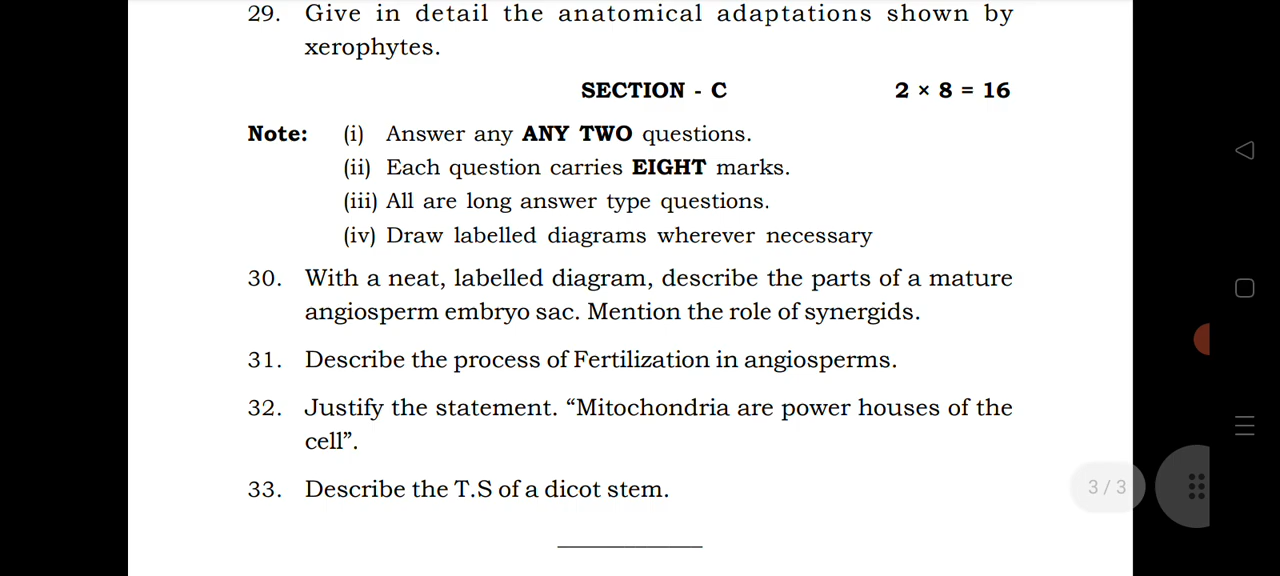 29. Give in detail the anatomical adaptations shown by
xerophytes.
SECTION - C 2 × 8 = 16
Note: (i) Answer any ANY TWO questions.
(ii) Each question carries EIGHT marks.
(iii) All are long answer type questions.
(iv) Draw labelled diagrams wherever necessary
30. With a neat, labelled diagram, describe the parts of a mature
angiosperm embryo sac. Mention the role of synergids.
31. Describe the process of Fertilization in angiosperms.
32. Justify the statement. “Mitochondria are power houses of the
cell”.
33. Describe the T.S of a dicot stem.
3 / 3